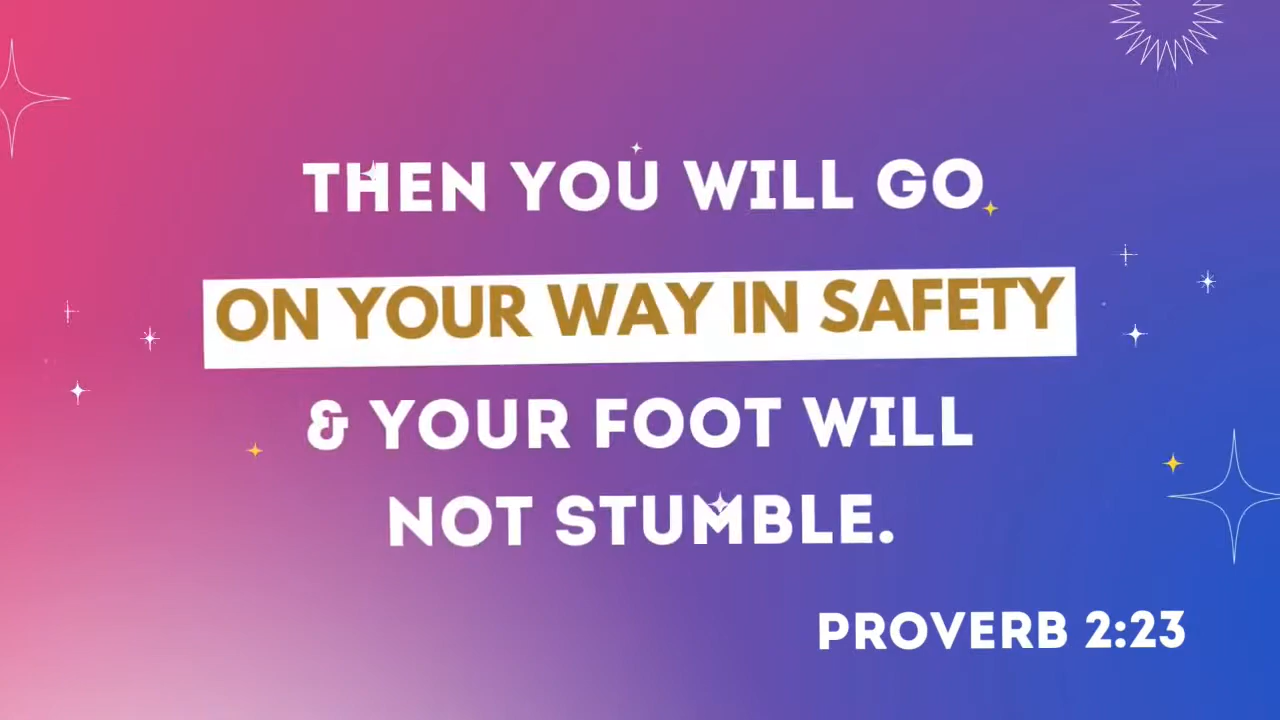 THEN YOU WILL GO
ON YOUR WAY IN SAFETY
& YOUR FOOT WILL
NOT STUMBLE.
PROVERB 2:23